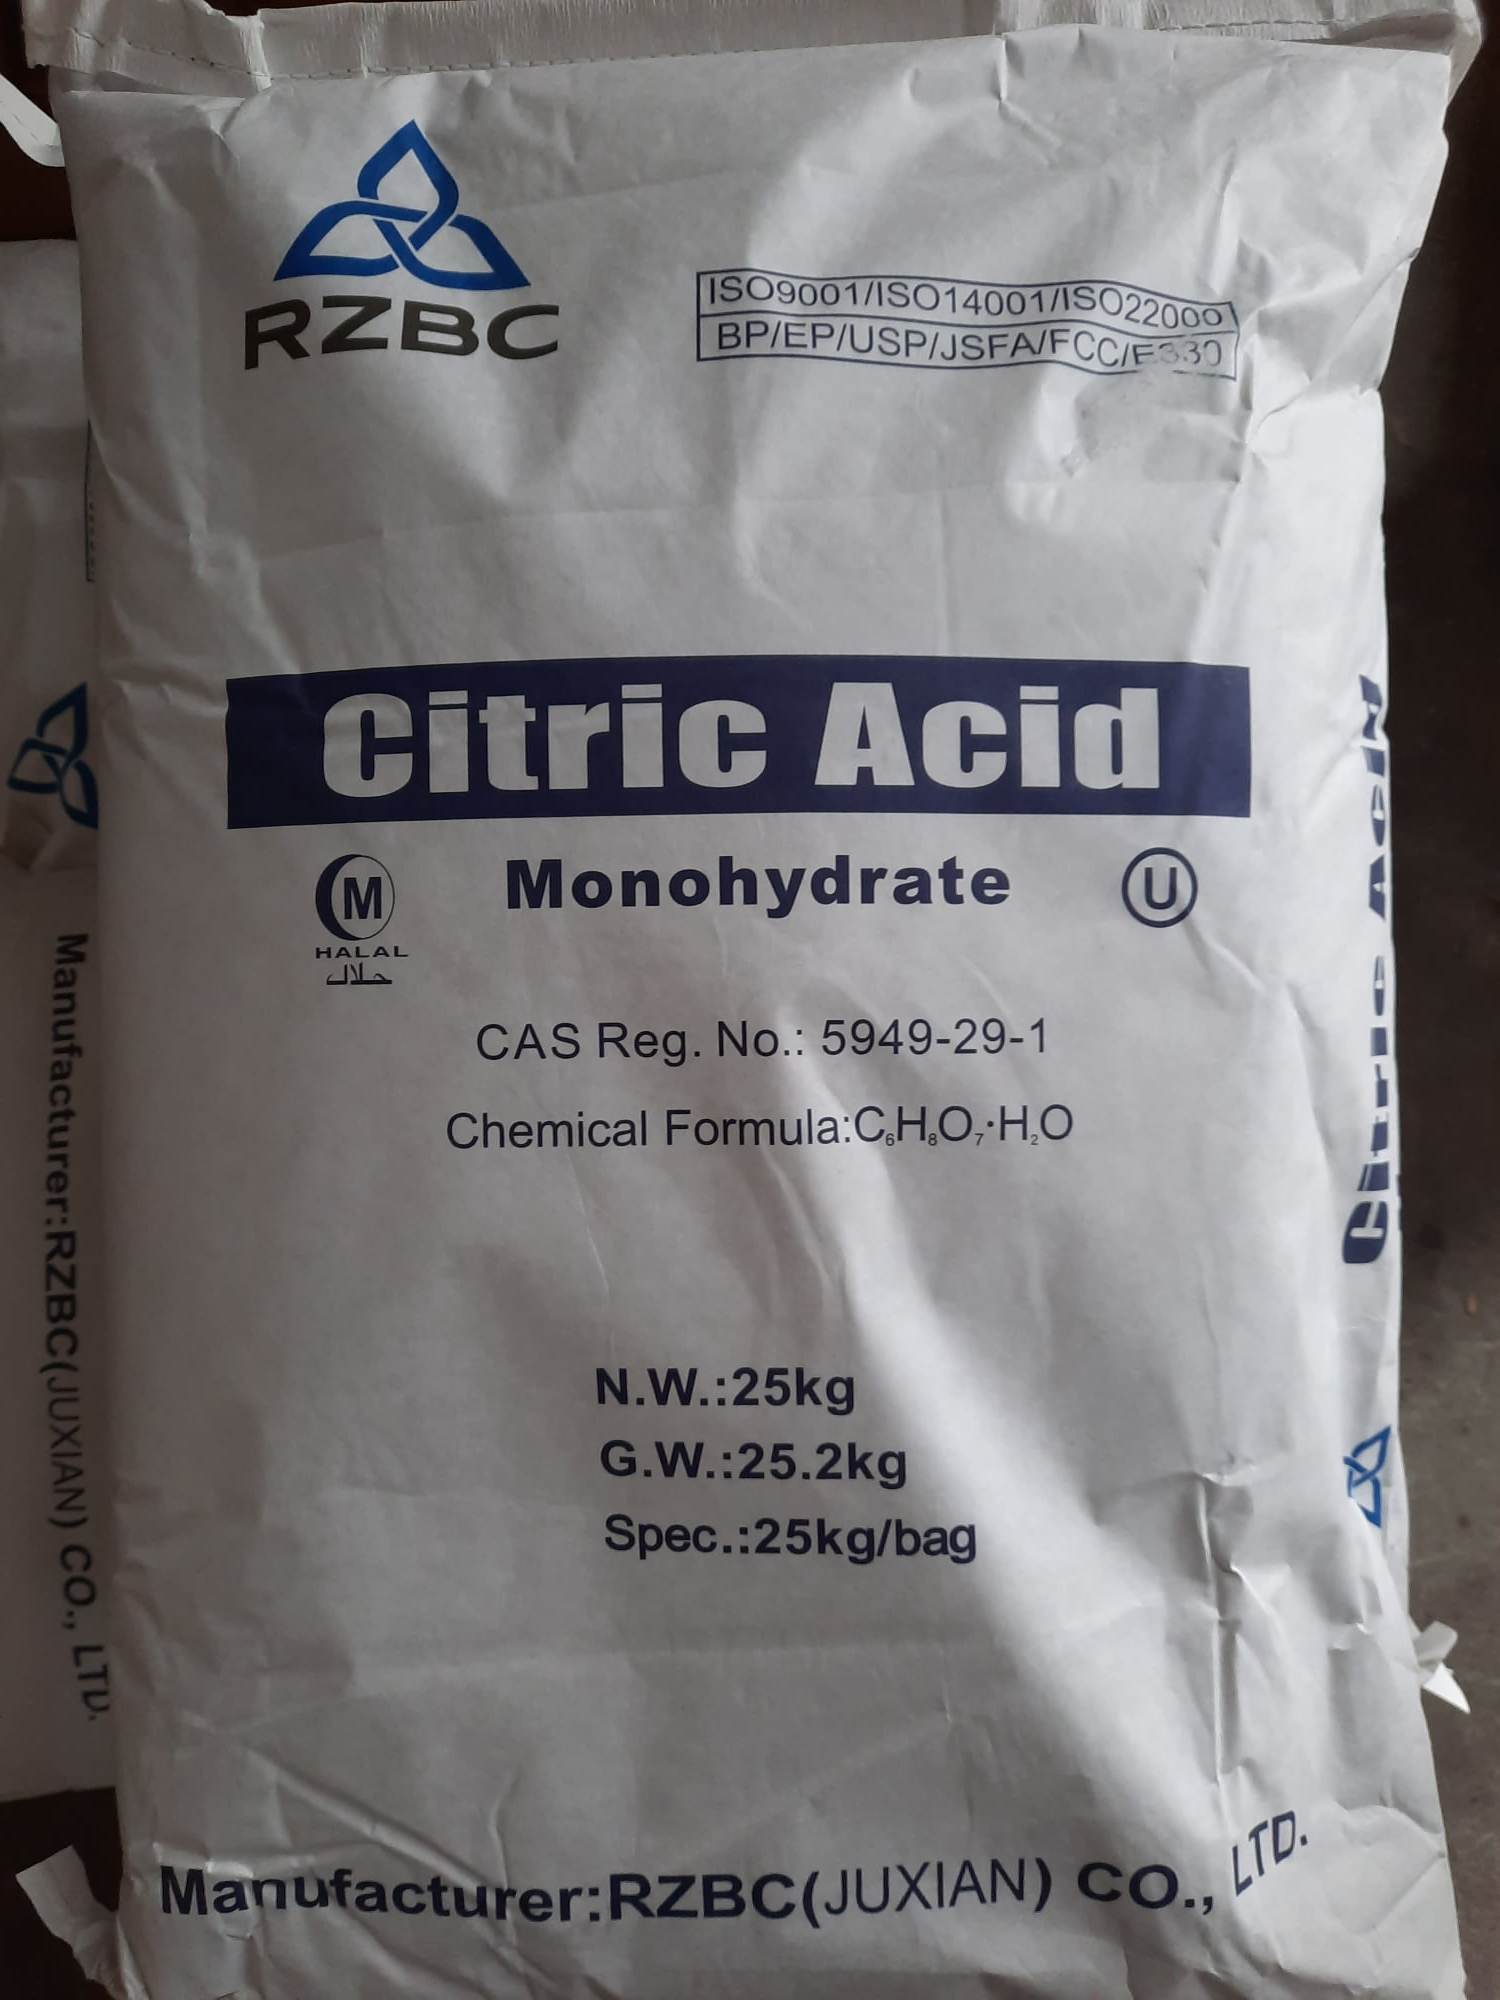 RZBC
ISO9001/ISO14001/ISO22000
BP/EP/USP/JSFA/FCC/E330
Citric Acid
M
Monohydrate
U
HALAL
حلال
CAS Reg. No.: 5949-29-1
Chemical Formula:C₆H₈O₇·H₂O
N.W.:25kg
G.W.:25.2kg
Spec.:25kg/bag
Manufacturer:RZBC(JUXIAN) CO., LTD.
Manufacturer:RZBC(JUXIAN) CO., LTD.
Citric Acid